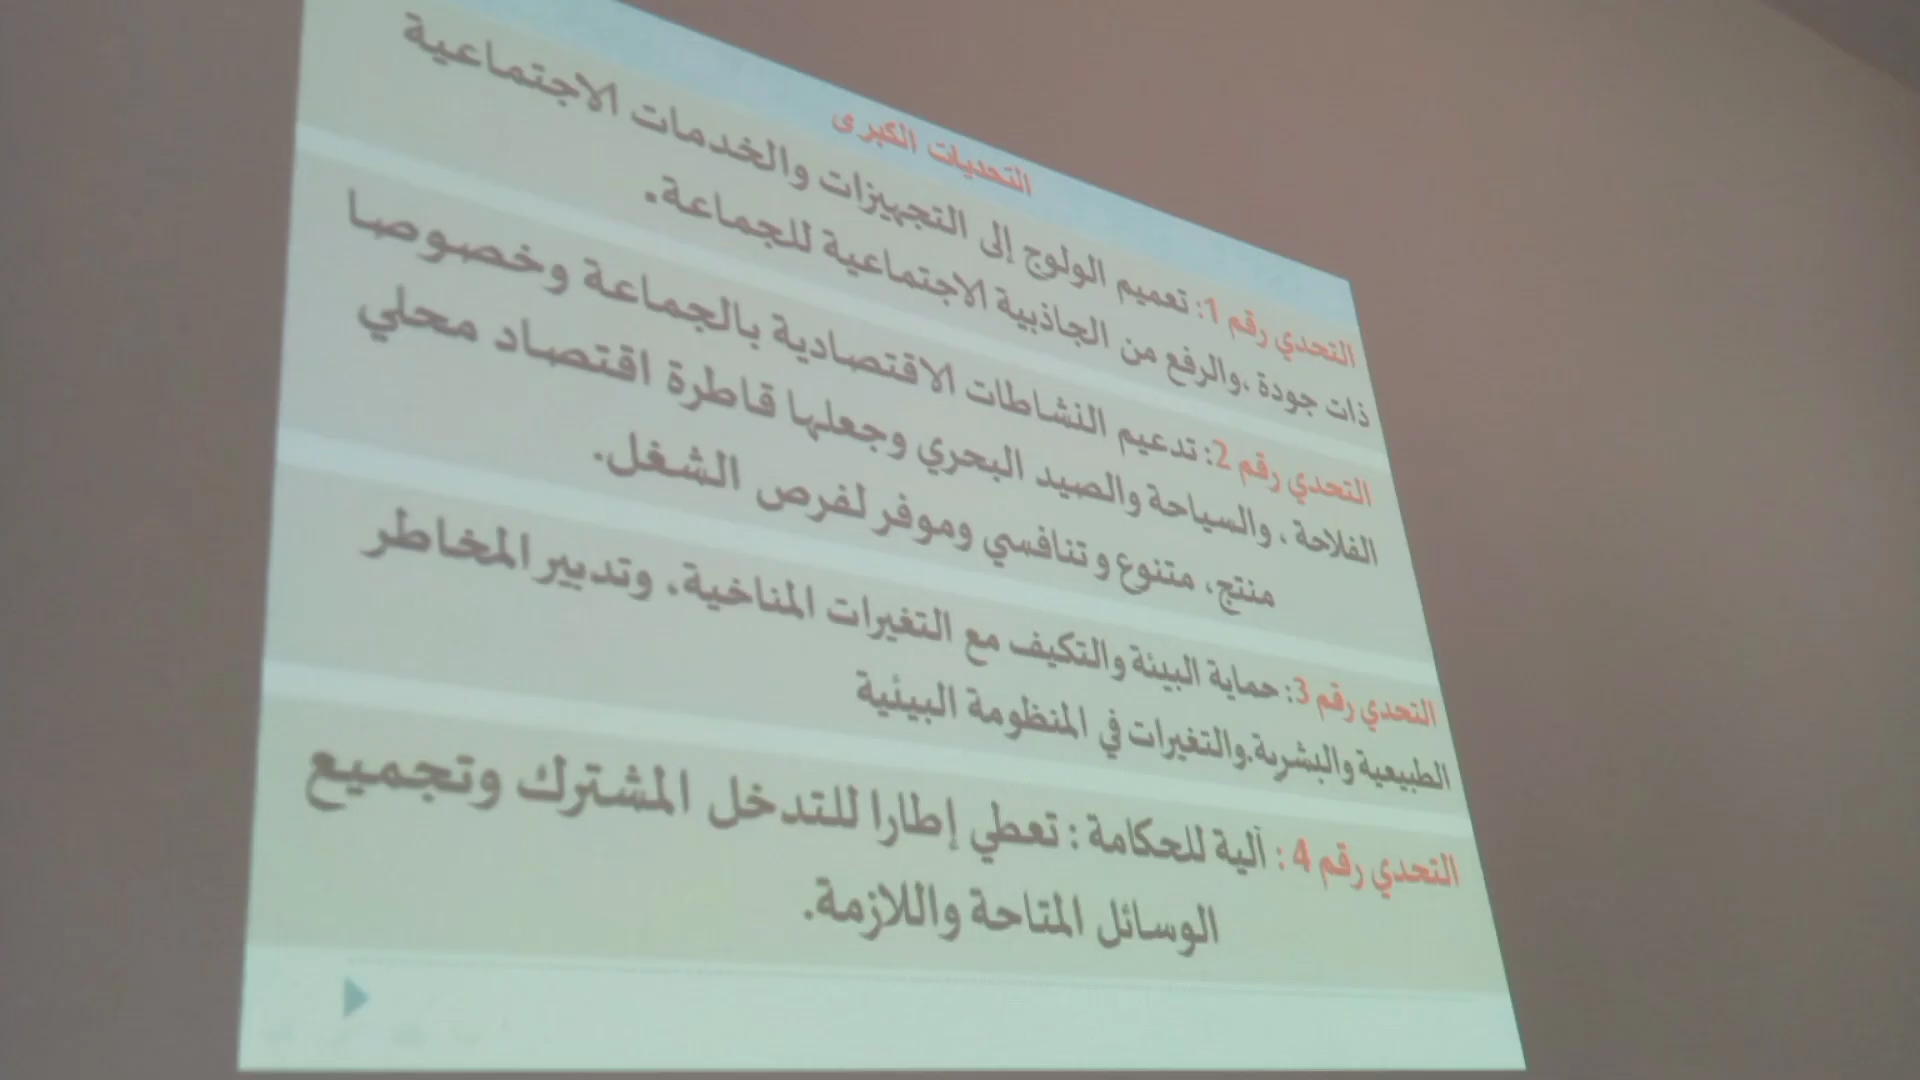 التحديات الكبرى
التحدي رقم 1: تعميم الولوج إلى التجهيزات والخدمات الاجتماعية
ذات جودة ،والرفع من الجاذبية الاجتماعية للجماعة.
التحدي رقم 2: تدعيم النشاطات الاقتصادية بالجماعة وخصوصا
الفلاحة ، والسياحة والصيد البحري وجعلها قاطرة اقتصاد محلي
منتج، متنوع و تنافسي وموفر لفرص الشغل.
التحدي رقم 3: حماية البيئة والتكيف مع التغيرات المناخية. وتدبير المخاطر
الطبيعية والبشرية.والتغيرات في المنظومة البيئية
التحدي رقم 4 : آلية للحكامة : تعطي إطارا للتدخل المشترك وتجميع
الوسائل المتاحة واللازمة.